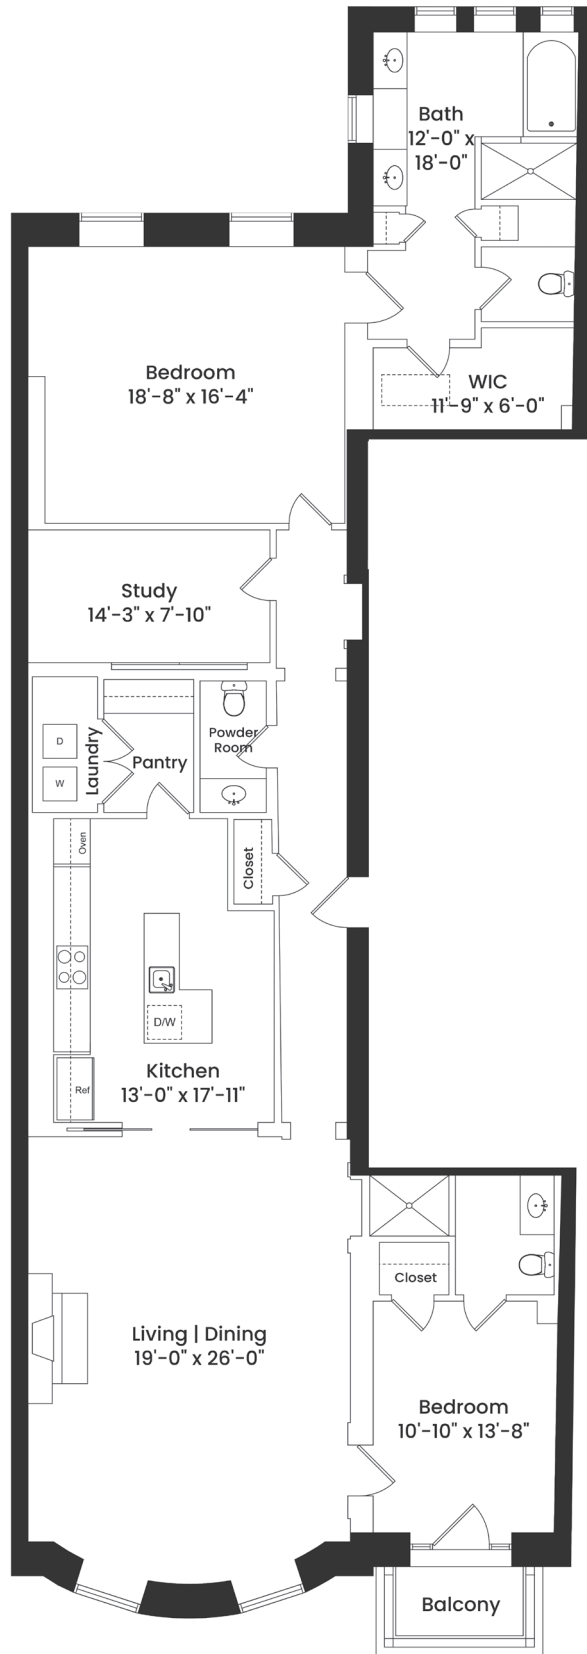 Bath
12'-0" x
18'-0"
Bedroom
18'-8" x 16'-4"
WIC
11'-9" x 6'-0"
Study
14'-3" x 7'-10"
D
W
Laundry
Pantry
Powder
Room
Oven
Closet
D/W
Ref
Kitchen
13'-0" x 17'-11"
Closet
Living | Dining
19'-0" x 26'-0"
Bedroom
10'-10" x 13'-8"
Balcony